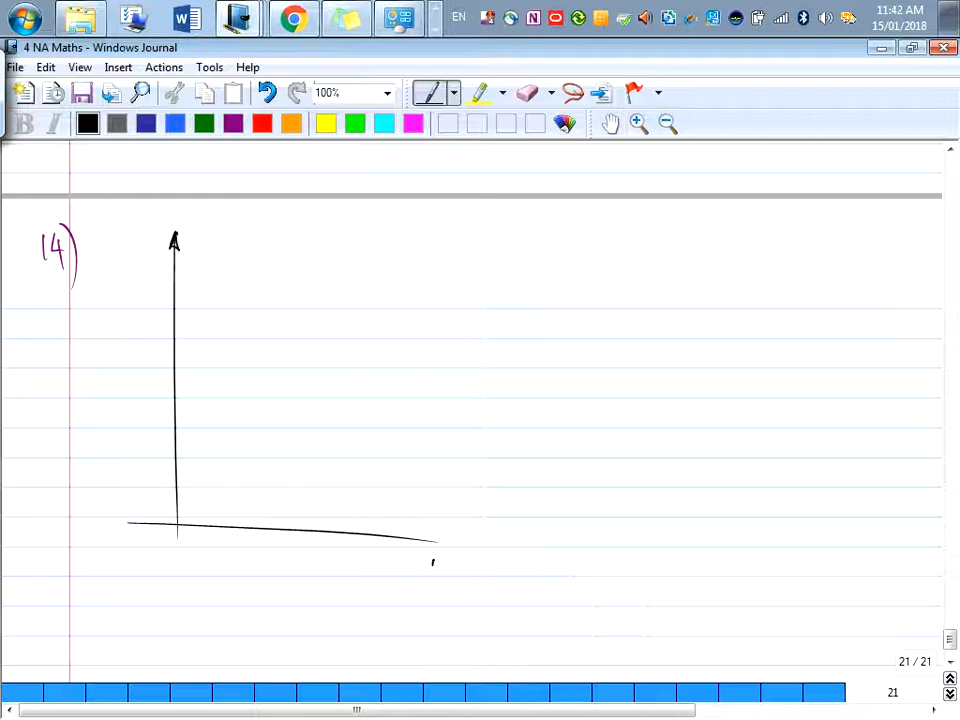 EN
11:42 AM
15/01/2018
4 NA Maths - Windows Journal
File Edit View Insert Actions Tools Help
100%
B I
14)
21 / 21
21